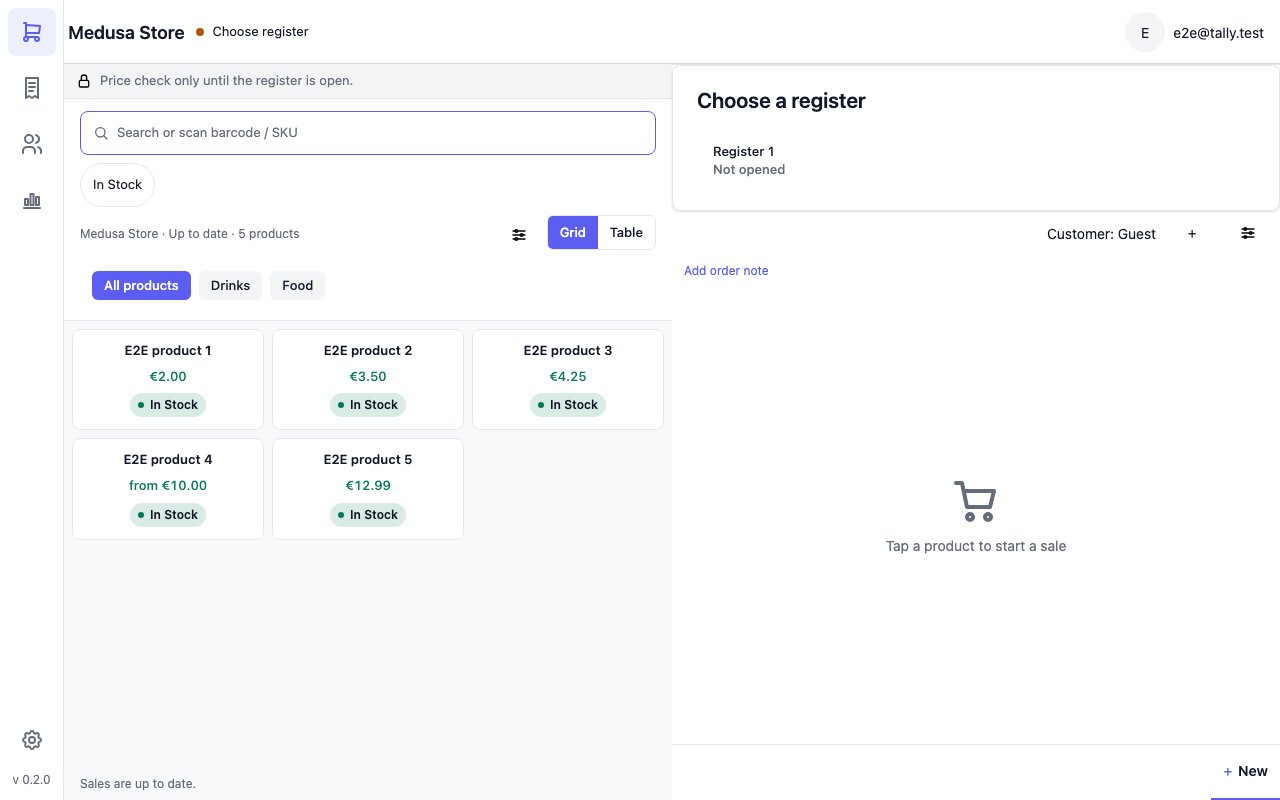 Medusa Store
Choose register
E
e2e@tally.test
Price check only until the register is open.
Search or scan barcode / SKU
In Stock
Medusa Store · Up to date · 5 products
Grid
Table
All products
Drinks
Food
E2E product 1
€2.00
In Stock
E2E product 2
€3.50
In Stock
E2E product 3
€4.25
In Stock
E2E product 4
from €10.00
In Stock
E2E product 5
€12.99
In Stock
Sales are up to date.
v 0.2.0
Choose a register
Register 1
Not opened
Customer: Guest
+
Add order note
Tap a product to start a sale
+ New